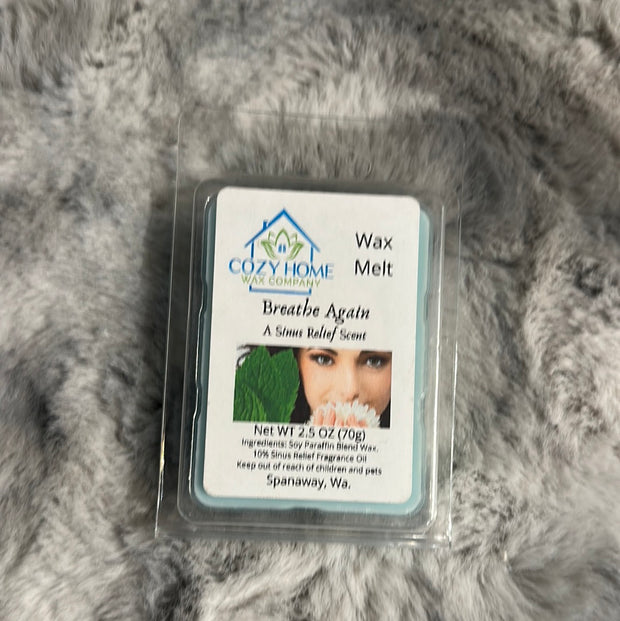 COZY HOME
WAX COMPANY
Wax
Melt
Breathe Again
A Sinus Relief Scent
Net WT 2.5 OZ (70g)
Ingredients: Soy Paraffin Blend Wax,
10% Sinus Relief Fragrance Oil
Keep out of reach of children and pets
Spanaway, Wa.